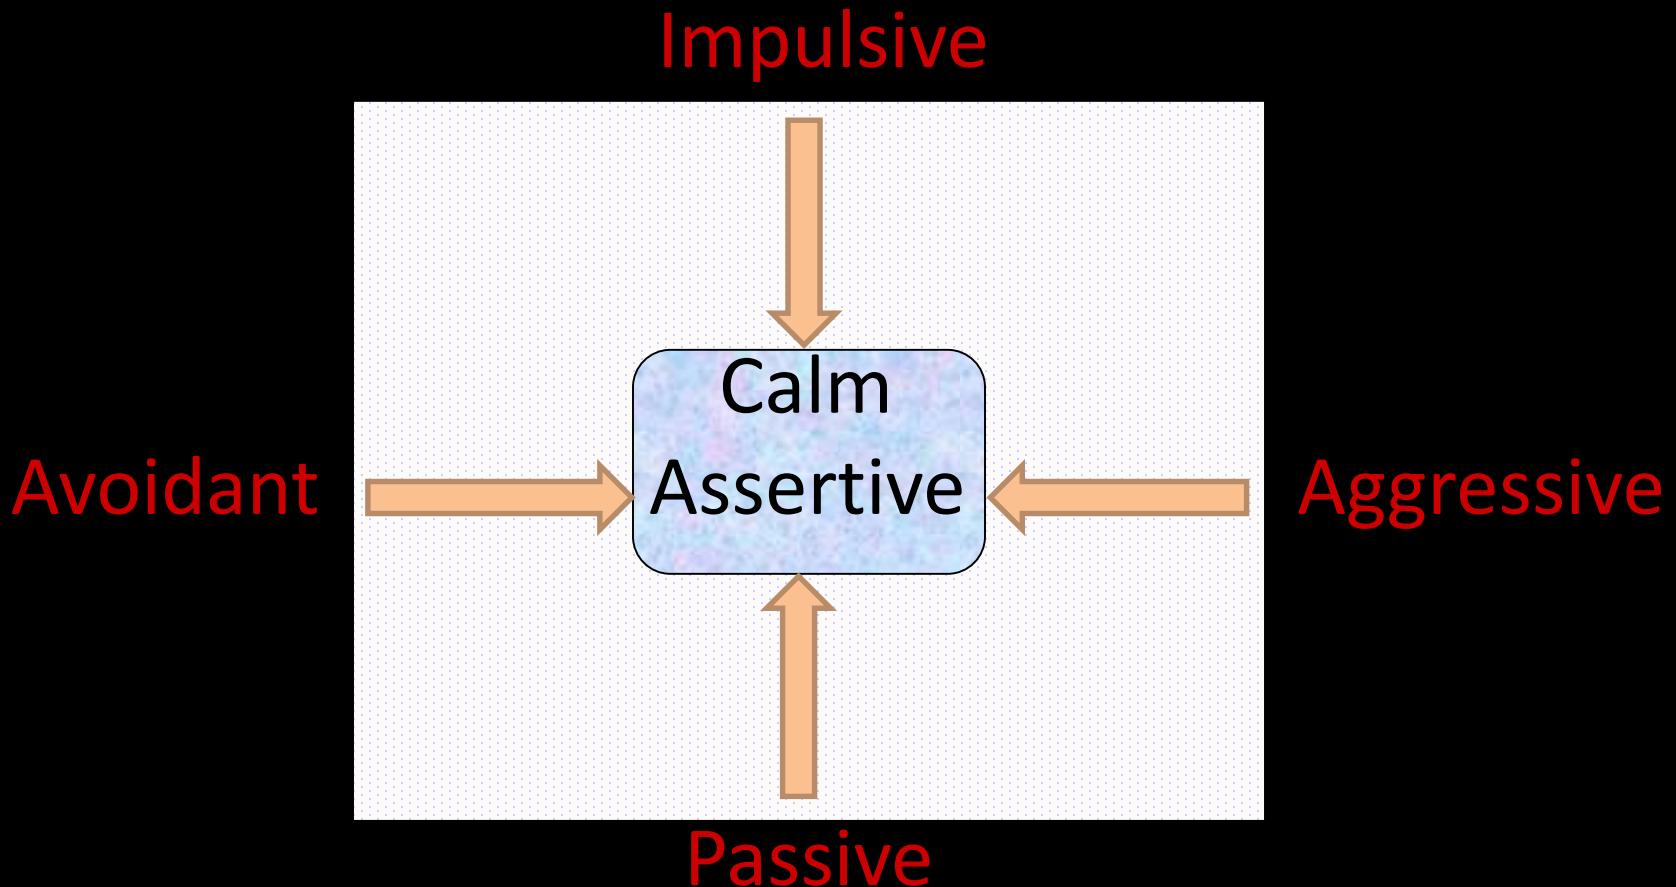 Impulsive
Calm
Assertive
Avoidant
Aggressive
Passive